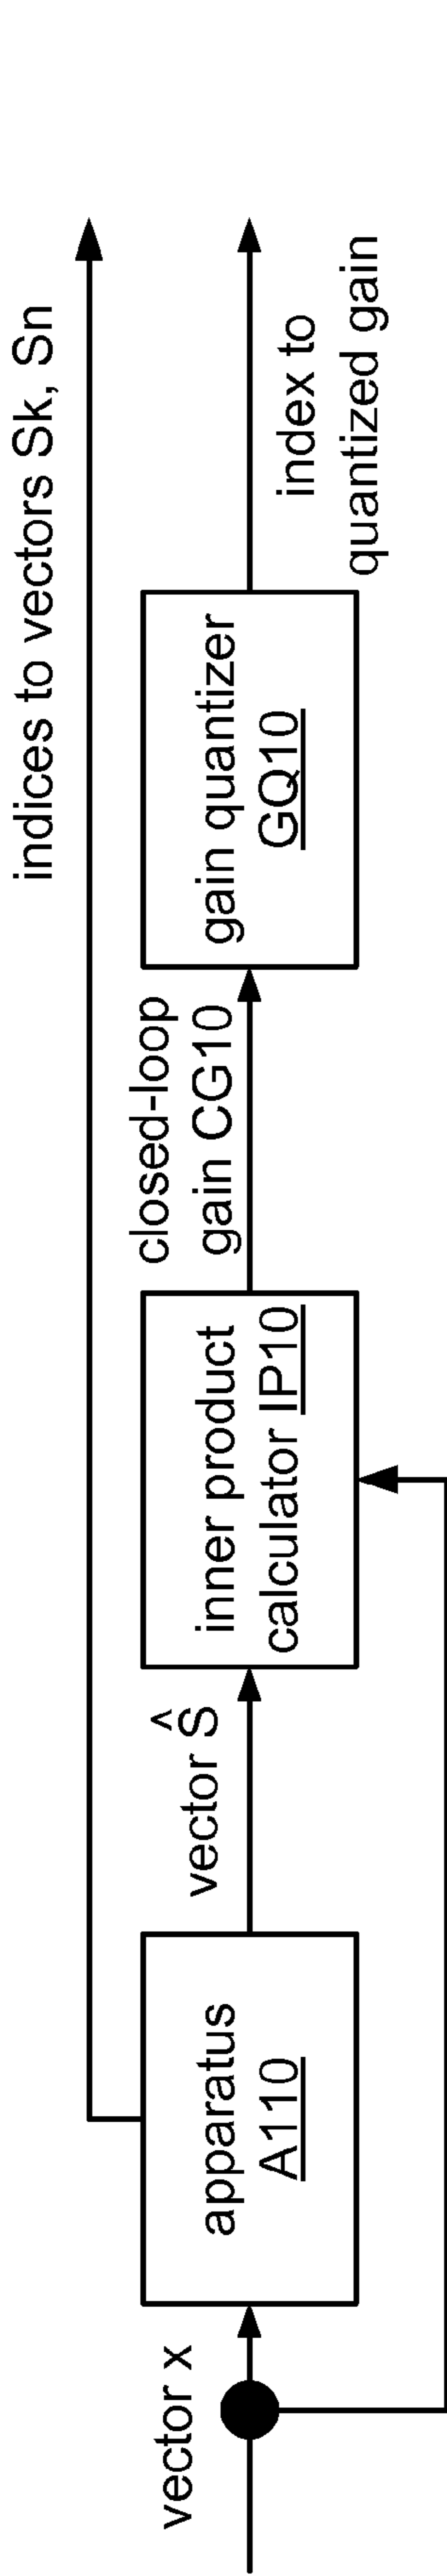 indices to vectors Sk, Sn
vector x
apparatus
A110
vector Ŝ
inner product
calculator IP10
closed-loop
gain CG10
gain quantizer
GQ10
index to
quantized gain